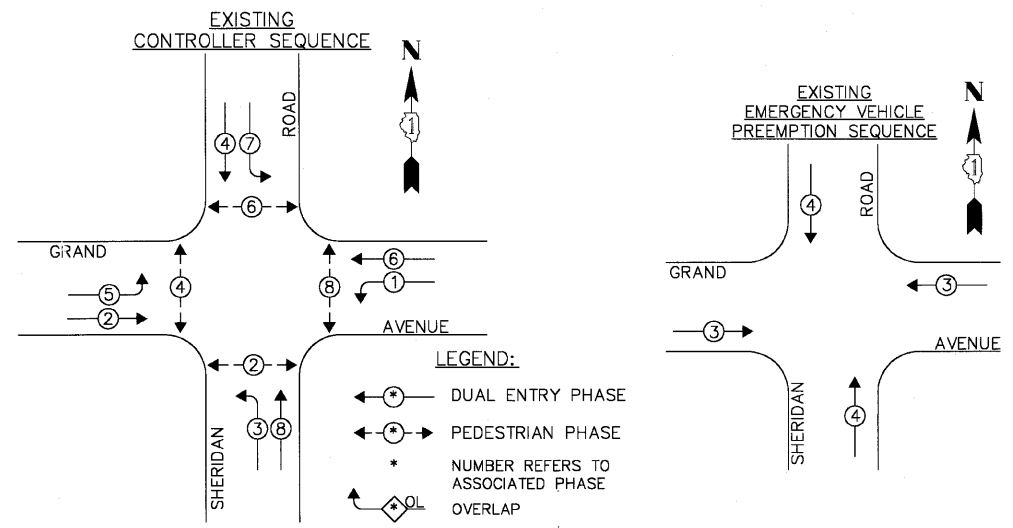 EXISTING
CONTROLLER SEQUENCE
N
1
ROAD
4 7
6
GRAND
6
5
4
8
1
2
AVENUE
2
LEGEND:
* DUAL ENTRY PHASE
* PEDESTRIAN PHASE
* NUMBER REFERS TO
ASSOCIATED PHASE
* OL OVERLAP
3 8
SHERIDAN
EXISTING
EMERGENCY VEHICLE
PREEMPTION SEQUENCE
N
1
ROAD
4
GRAND
3
3
AVENUE
4
SHERIDAN